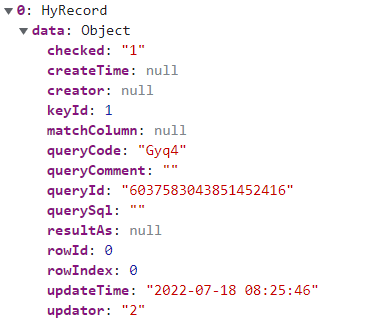 0: HyRecord
data: Object
checked: "1"
createTime: null
creator: null
keyId: 1
matchColumn: null
queryCode: "Gyq4"
queryComment: ""
queryId: "6037583043851452416"
querySql: ""
resultAs: null
rowId: 0
rowIndex: 0
updateTime: "2022-07-18 08:25:46"
updator: "2"